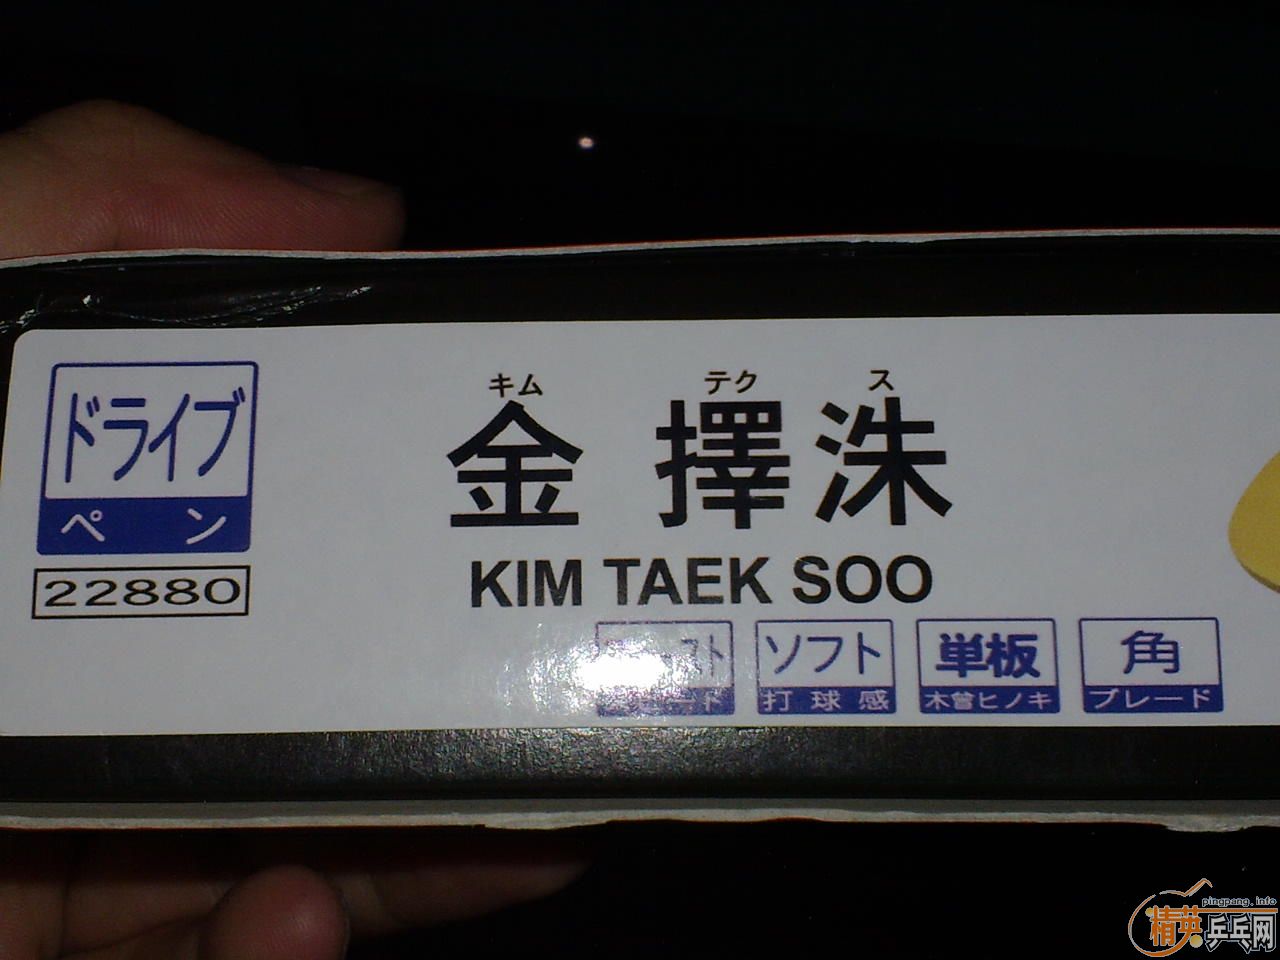 ドライブ
ペン
22880
キム テク ス
金 擇 洙
KIM TAEK SOO
ソフト
打球感
単板
木曽ヒノキ
角
ブレード
pingpang.info
精英乒乓网